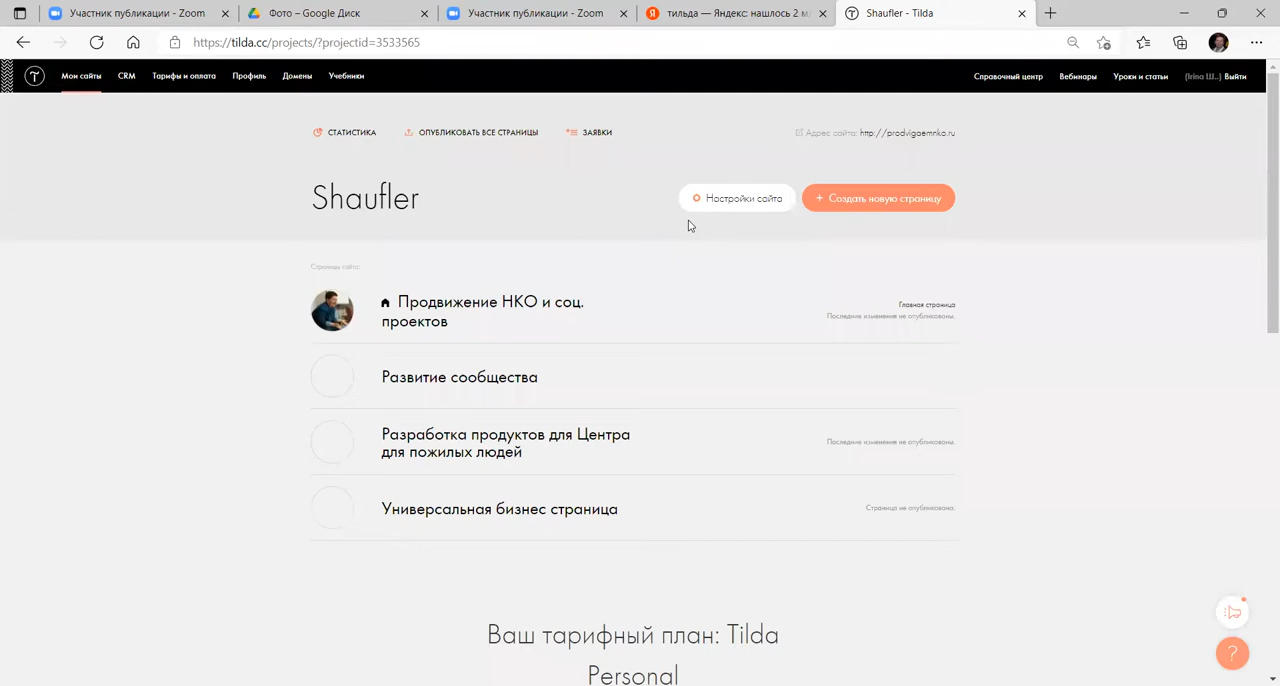 Участник публикации - Zoom
Фото – Google Диск
Участник публикации - Zoom
тильда — Яндекс: нашлось 2 м
Shaufler - Tilda
https://tilda.cc/projects/?projectid=3533565
Мои сайты CRM Тарифы и оплата Профиль Домены Учебники
Справочный центр Вебинары Уроки и статьи (Irina Ш..) Выйти
СТАТИСТИКА ОПУБЛИКОВАТЬ ВСЕ СТРАНИЦЫ ЗАЯВКИ
Адрес сайта: http://prodvigaemnko.ru
Shaufler
Настройки сайта
+ Создать новую страницу
Страницы сайта:
Продвижение НКО и соц.
проектов
Главная страница
Последние изменения не опубликованы.
Развитие сообщества
Разработка продуктов для Центра
для пожилых людей
Последние изменения не опубликованы.
Универсальная бизнес страница
Страница не опубликована.
Ваш тарифный план: Tilda
Personal
?